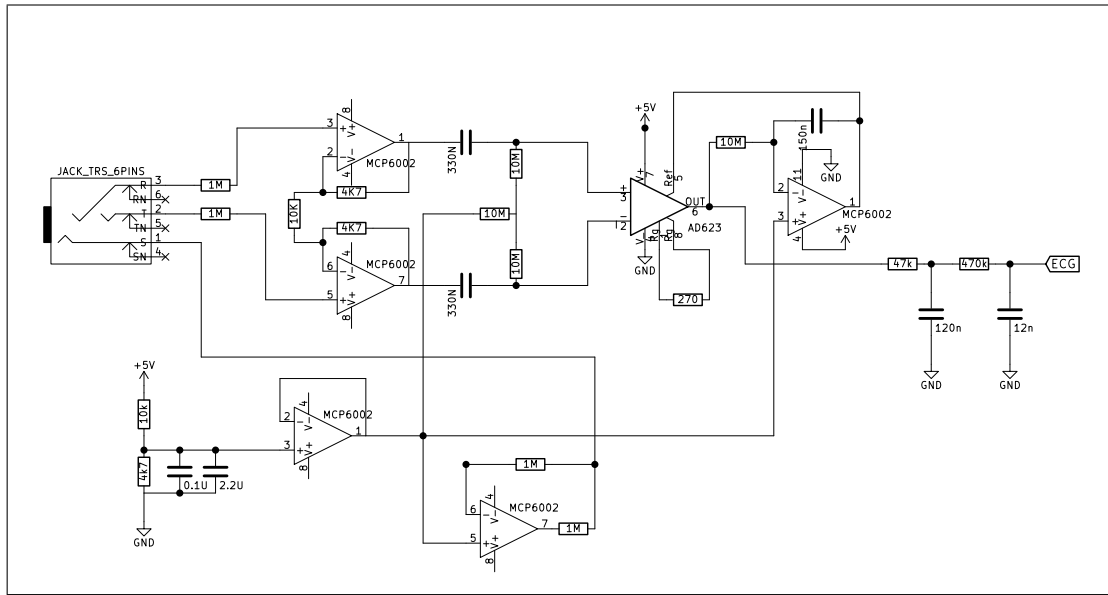 JACK_TRS_6PINS
R 3
RN 6
T 2
TN 5
S 1
SN 4
1M
1M
8
3 + V+ 1
2 − V−
4
MCP6002
4K7
10K
4K7
4
6 − V− 7
5 + V+
8
MCP6002
330N
330N
10M
10M
10M
+5V
V+ 7
Ref 5
+ 3
− 2
OUT 6
AD623
V− 4
Rg 1
Rg 8
GND
270
10M
150n
GND
11
2 − V− 1
3 + V+
4
MCP6002
+5V
47k
470k
ECG
120n
12n
GND
GND
+5V
10k
4k7
0.1U
2.2U
GND
4
2 − V− 1
3 + V+
8
MCP6002
1M
4
6 − V− 7
5 + V+
8
MCP6002
1M